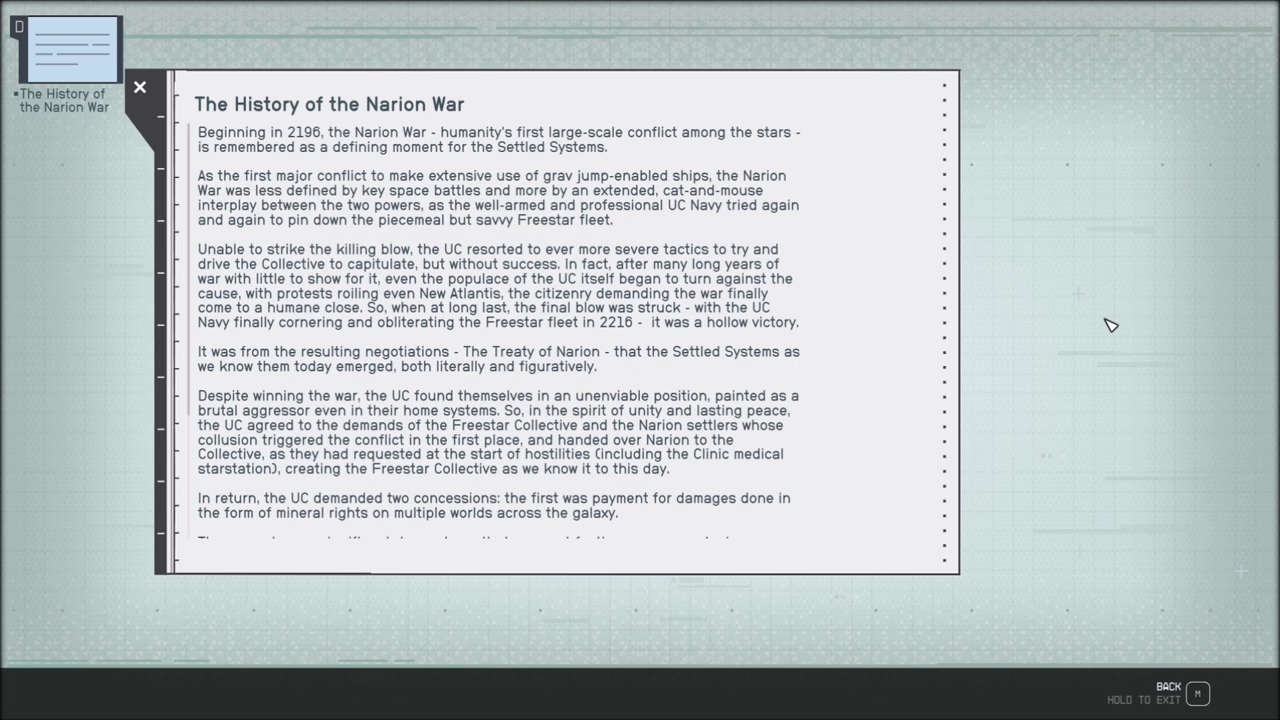 D
The History of
the Narion War
The History of the Narion War
Beginning in 2196, the Narion War - humanity's first large-scale conflict among the stars -
is remembered as a defining moment for the Settled Systems.
As the first major conflict to make extensive use of grav jump-enabled ships, the Narion
War was less defined by key space battles and more by an extended, cat-and-mouse
interplay between the two powers, as the well-armed and professional UC Navy tried again
and again to pin down the piecemeal but savvy Freestar fleet.
Unable to strike the killing blow, the UC resorted to ever more severe tactics to try and
drive the Collective to capitulate, but without success. In fact, after many long years of
war with little to show for it, even the populace of the UC itself began to turn against the
cause, with protests roiling even New Atlantis, the citizenry demanding the war finally
come to a humane close. So, when at long last, the final blow was struck - with the UC
Navy finally cornering and obliterating the Freestar fleet in 2216 - it was a hollow victory.
It was from the resulting negotiations - The Treaty of Narion - that the Settled Systems as
we know them today emerged, both literally and figuratively.
Despite winning the war, the UC found themselves in an unenviable position, painted as a
brutal aggressor even in their home systems. So, in the spirit of unity and lasting peace,
the UC agreed to the demands of the Freestar Collective and the Narion settlers whose
collusion triggered the conflict in the first place, and handed over Narion to the
Collective, as they had requested at the start of hostilities (including the Clinic medical
starstation), creating the Freestar Collective as we know it to this day.
In return, the UC demanded two concessions: the first was payment for damages done in
the form of mineral rights on multiple worlds across the galaxy.
BACK
HOLD TO EXIT
M